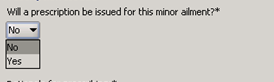 Will a prescription be issued for this minor ailment?*
No
No
Yes